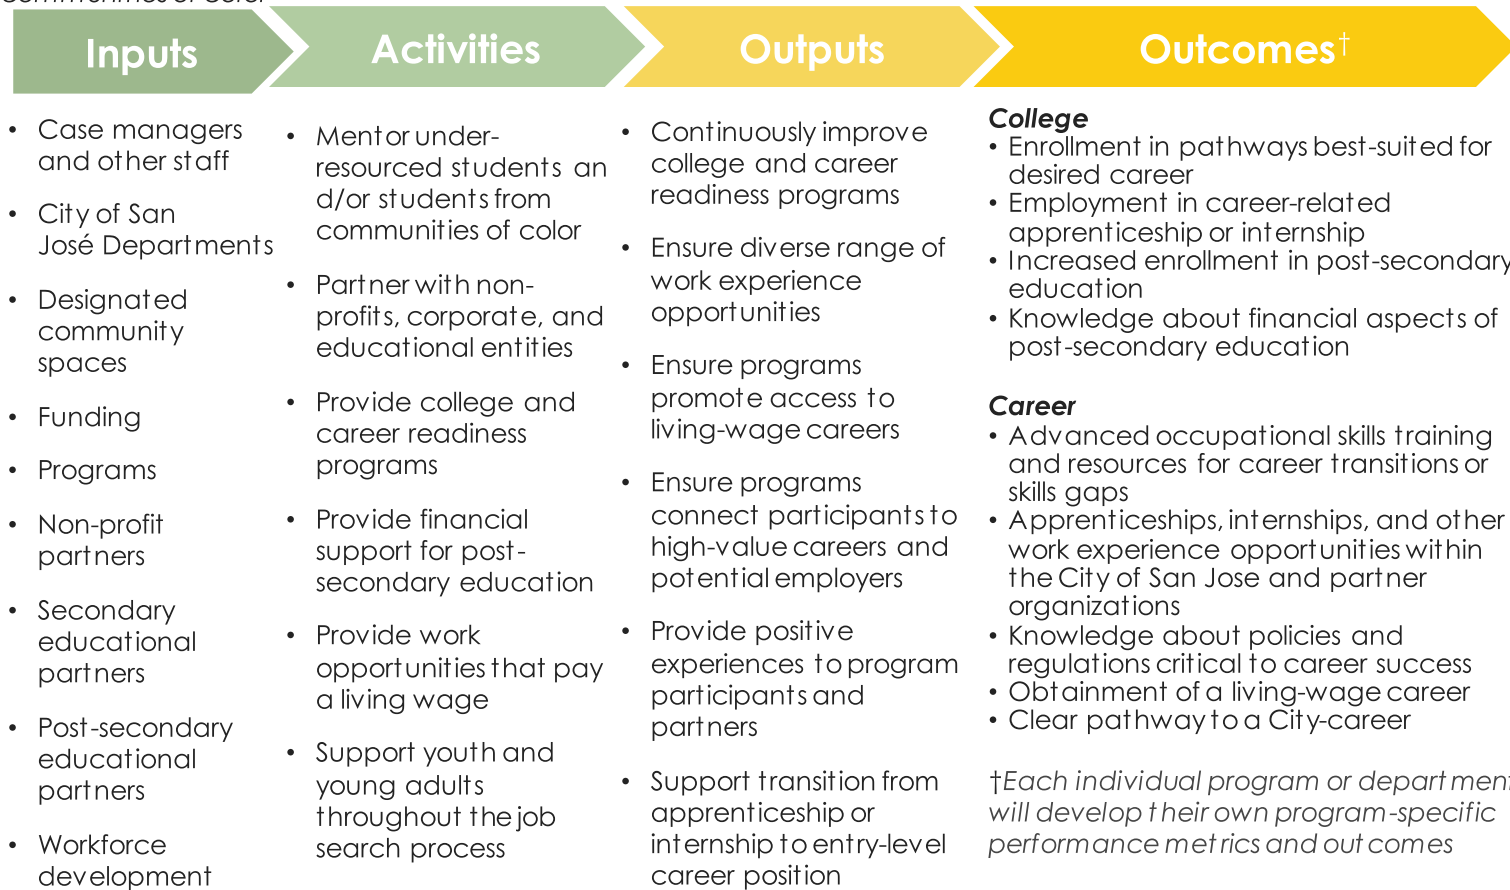 Inputs
Activities
Outputs
Outcomes†
• Case managers
and other staff
• City of San
José Departments
• Designated
community
spaces
• Funding
• Programs
• Non-profit
partners
• Secondary
educational
partners
• Post-secondary
educational
partners
• Workforce
development
• Mentor under-
resourced students an
d/or students from
communities of color
• Partner with non-
profits, corporate, and
educational entities
• Provide college and
career readiness
programs
• Provide financial
support for post-
secondary education
• Provide work
opportunities that pay
a living wage
• Support youth and
young adults
throughout the job
search process
• Continuously improve
college and career
readiness programs
• Ensure diverse range of
work experience
opportunities
• Ensure programs
promote access to
living-wage careers
• Ensure programs
connect participants to
high-value careers and
potential employers
• Provide positive
experiences to program
participants and
partners
• Support transition from
apprenticeship or
internship to entry-level
career position
College
• Enrollment in pathways best-suited for
desired career
• Employment in career-related
apprenticeship or internship
• Increased enrollment in post-secondary
education
• Knowledge about financial aspects of
post-secondary education
Career
• Advanced occupational skills training
and resources for career transitions or
skills gaps
• Apprenticeships, internships, and other
work experience opportunities within
the City of San Jose and partner
organizations
• Knowledge about policies and
regulations critical to career success
• Obtainment of a living-wage career
• Clear pathway to a City-career
†Each individual program or department
will develop their own program-specific
performance metrics and outcomes